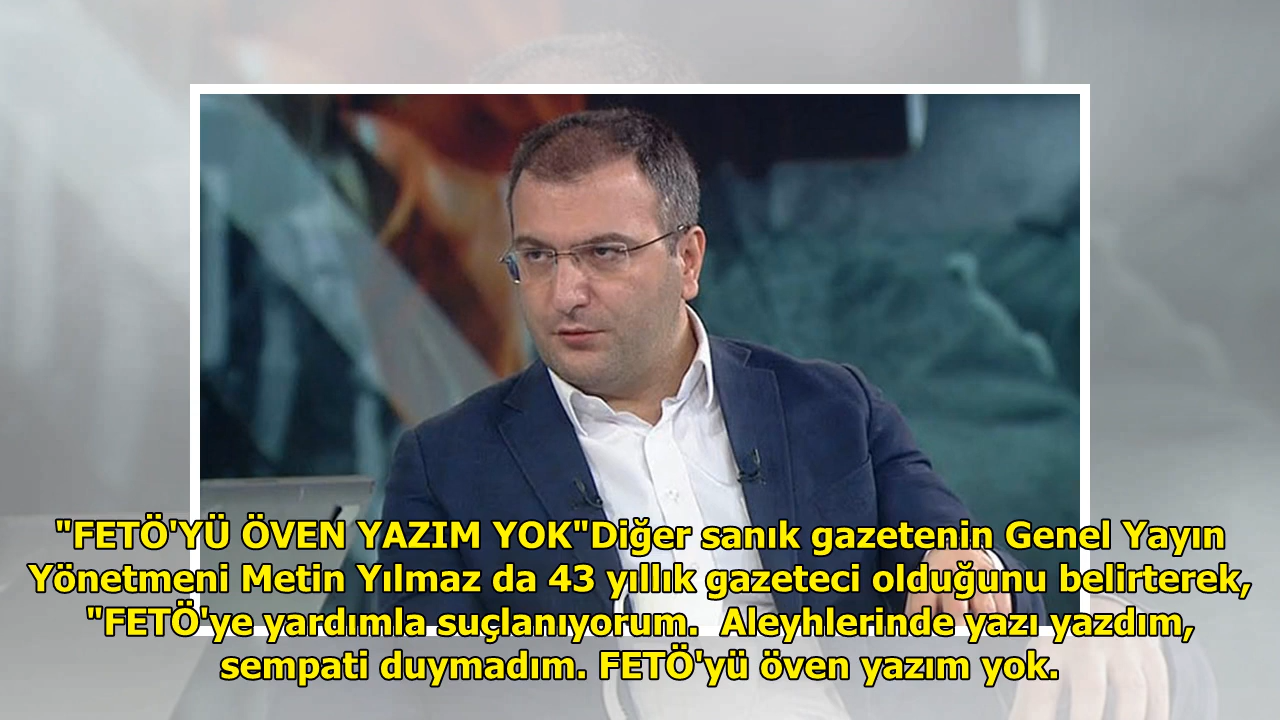 "FETÖ'YÜ ÖVEN YAZIM YOK"Diğer sanık gazetenin Genel Yayın
Yönetmeni Metin Yılmaz da 43 yıllık gazeteci olduğunu belirterek,
"FETÖ'ye yardımla suçlanıyorum.  Aleyhlerinde yazı yazdım,
sempati duymadım. FETÖ'yü öven yazım yok.